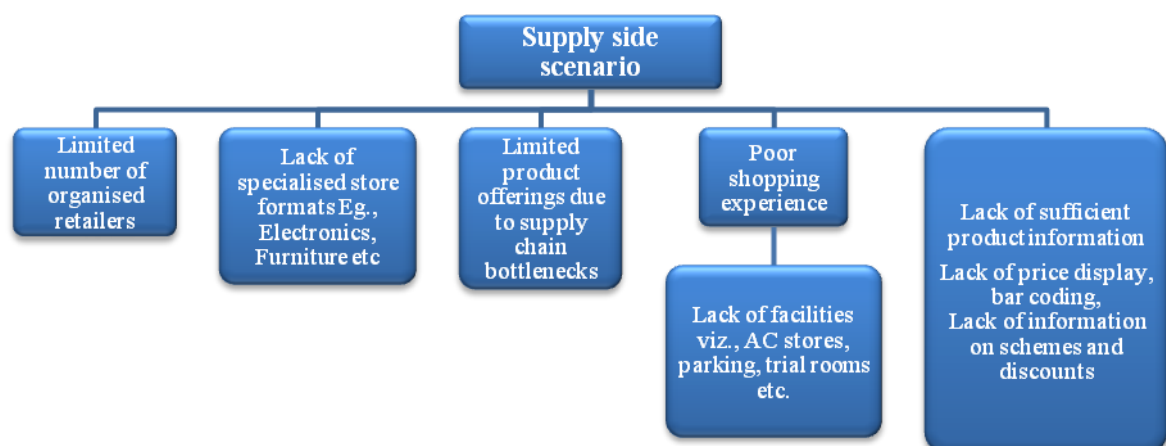 Supply side
scenario
Limited
number of
organised
retailers
Lack of
specialised store
formats Eg.,
Electronics,
Furniture etc
Limited
product
offerings due
to supply
chain
bottlenecks
Poor
shopping
experience
Lack of facilities
viz., AC stores,
parking, trial rooms
etc.
Lack of sufficient
product information
Lack of price display,
bar coding,
Lack of information
on schemes and
discounts